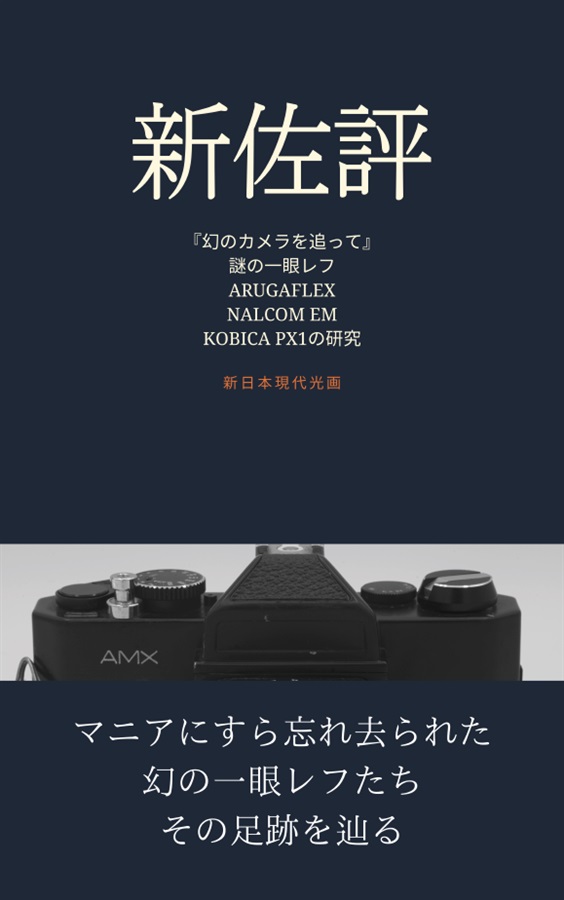 新佐評
『幻のカメラを追って』
謎の一眼レフ
ARUGAFLEX
NALCOM EM
KOBICA PX1の研究
新日本現代光画
AMX
マニアにすら忘れ去られた
幻の一眼レフたち
その足跡を辿る